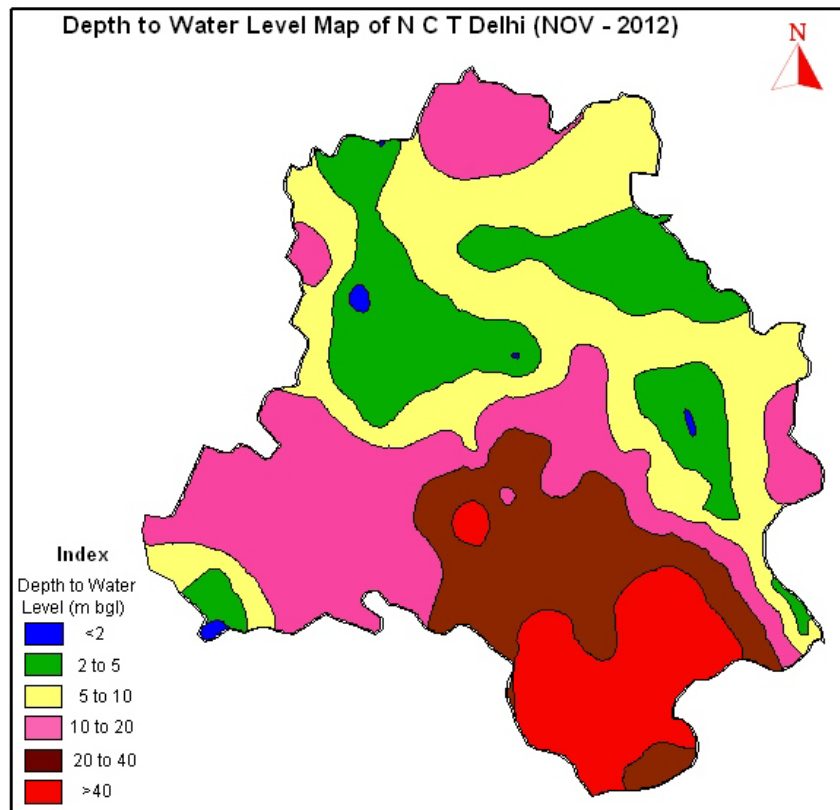 Depth to Water Level Map of N C T Delhi (NOV - 2012)
N
Index
Depth to Water
Level (m bgl)
<2
2 to 5
5 to 10
10 to 20
20 to 40
>40